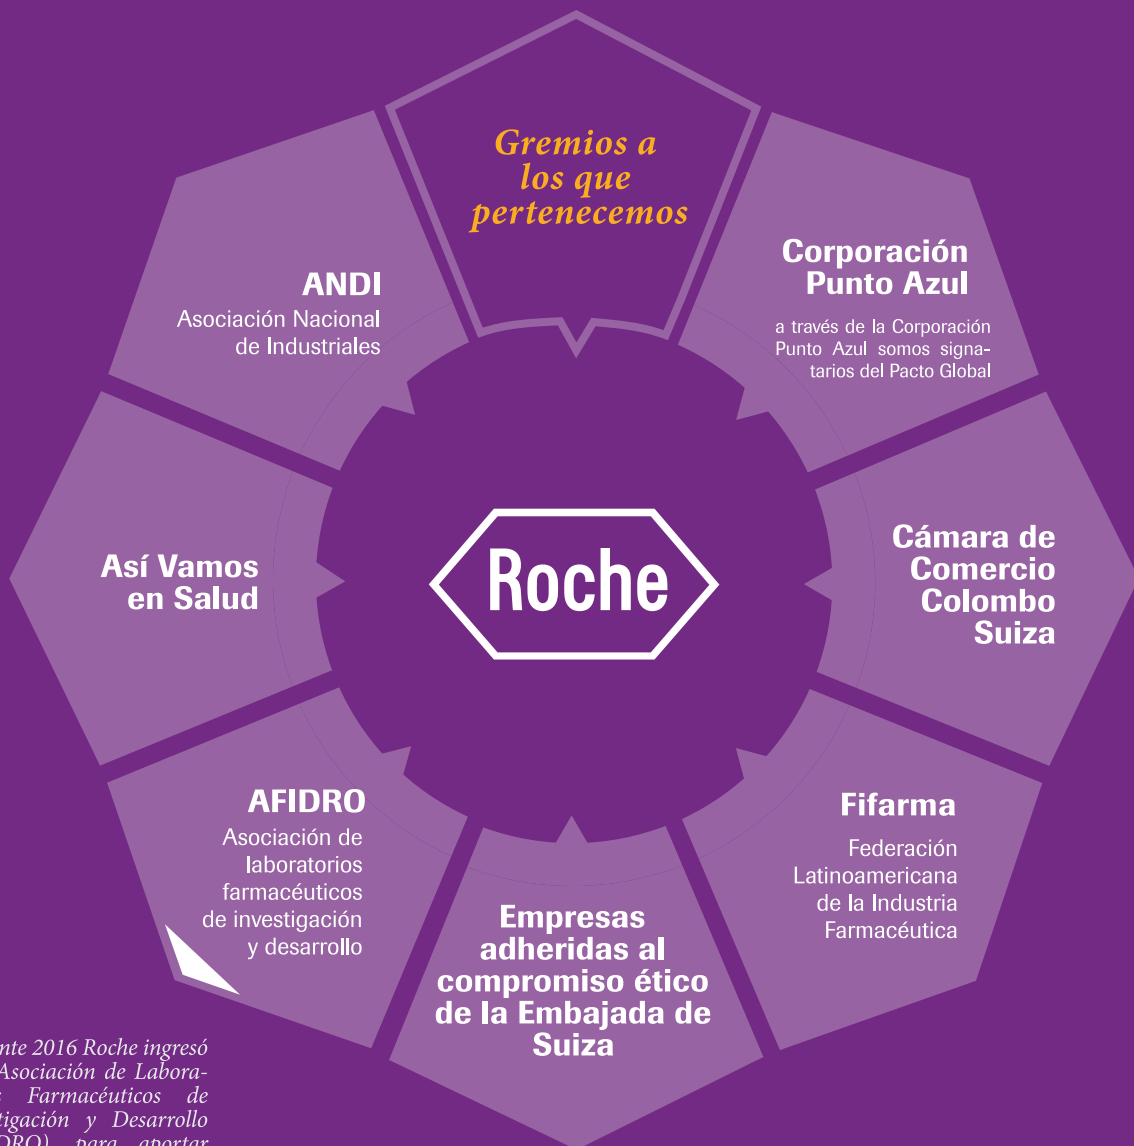 Gremios a
los que
pertenecemos
Corporación
Punto Azul
a través de la Corporación
Punto Azul somos signa-
tarios del Pacto Global
Cámara de
Comercio
Colombo
Suiza
Fifarma
Federación
Latinoamericana
de la Industria
Farmacéutica
Empresas
adheridas al
compromiso ético
de la Embajada de
Suiza
AFIDRO
Asociación de
laboratorios
farmacéuticos
de investigación
y desarrollo
Así Vamos
en Salud
ANDI
Asociación Nacional
de Industriales
Roche
2016 Roche ingresó
Asociación de Labora-
Farmacéuticos de
y Desarrollo
para aportar